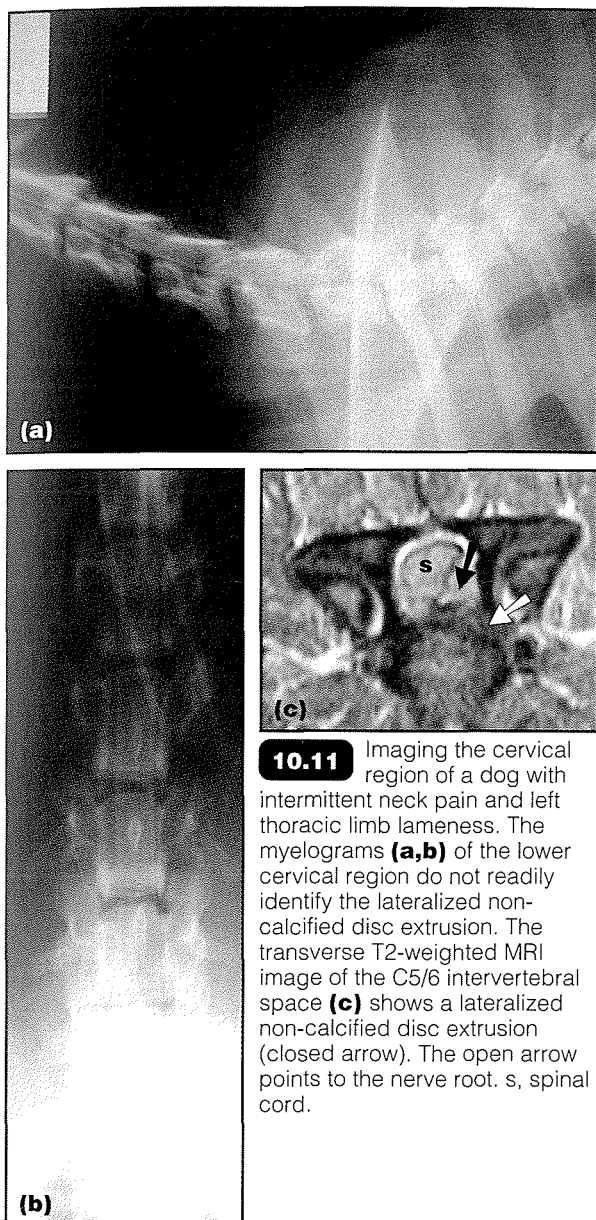 (a)
s
(c)
10.11 Imaging the cervical
region of a dog with
intermittent neck pain and left
thoracic limb lameness. The
myelograms (a,b) of the lower
cervical region do not readily
identify the lateralized non-
calcified disc extrusion. The
transverse T2-weighted MRI
image of the C5/6 intervertebral
space (c) shows a lateralized
non-calcified disc extrusion
(closed arrow). The open arrow
points to the nerve root. s, spinal
cord.
(b)